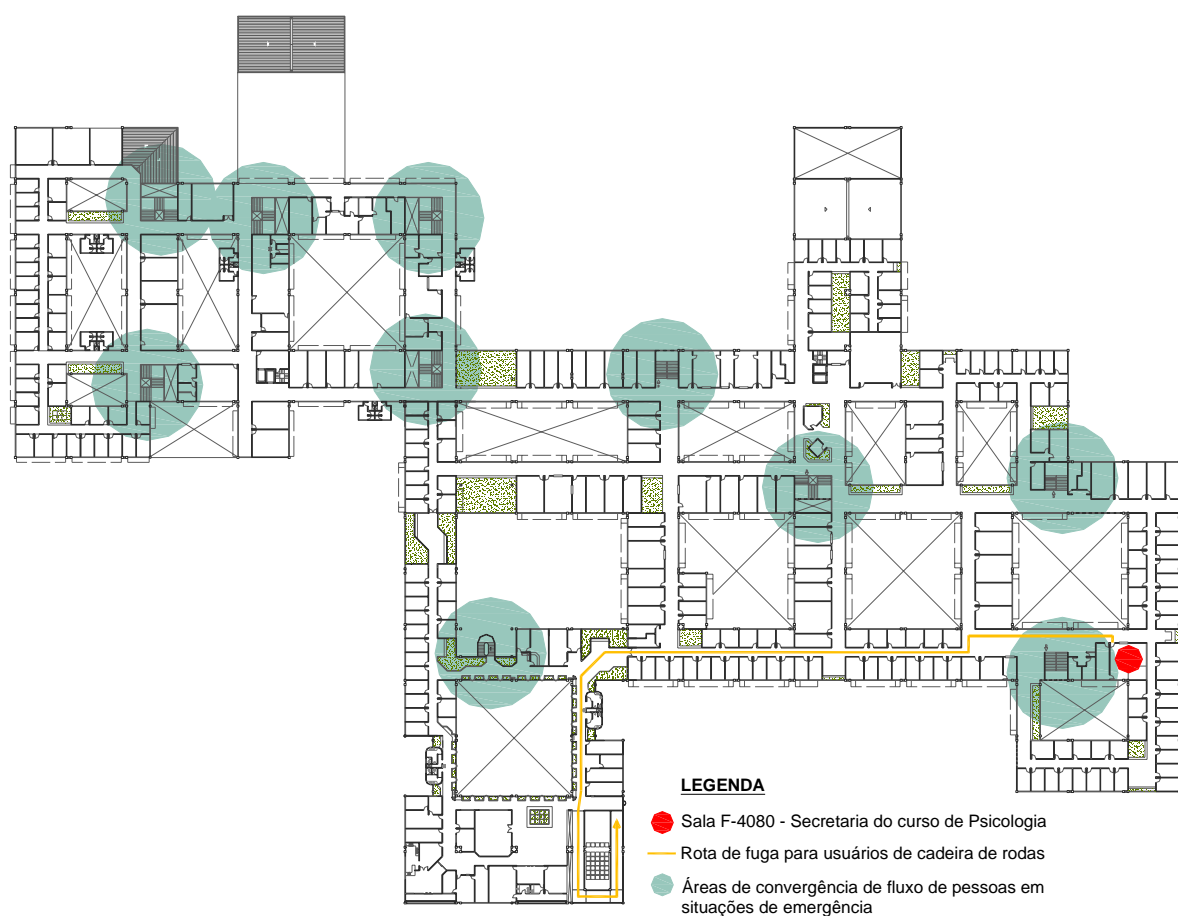 LEGENDA
Sala F-4080 - Secretaria do curso de Psicologia
Rota de fuga para usuários de cadeira de rodas
Áreas de convergência de fluxo de pessoas em
situações de emergência